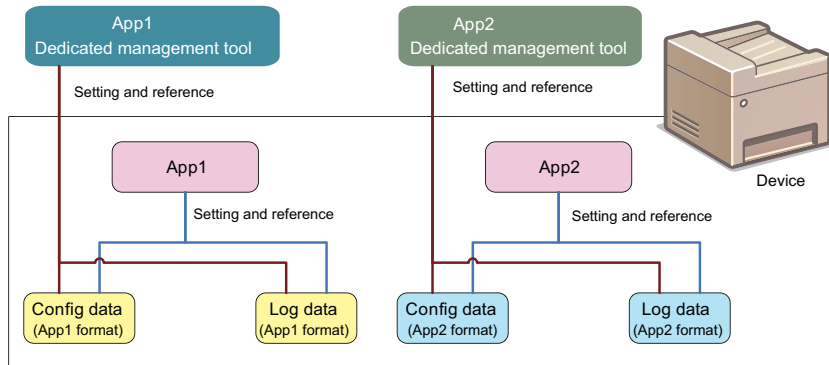 App1
Dedicated management tool
App2
Dedicated management tool
Setting and reference
Setting and reference
App1
App2
Device
Setting and reference
Setting and reference
Config data
(App1 format)
Log data
(App1 format)
Config data
(App2 format)
Log data
(App2 format)